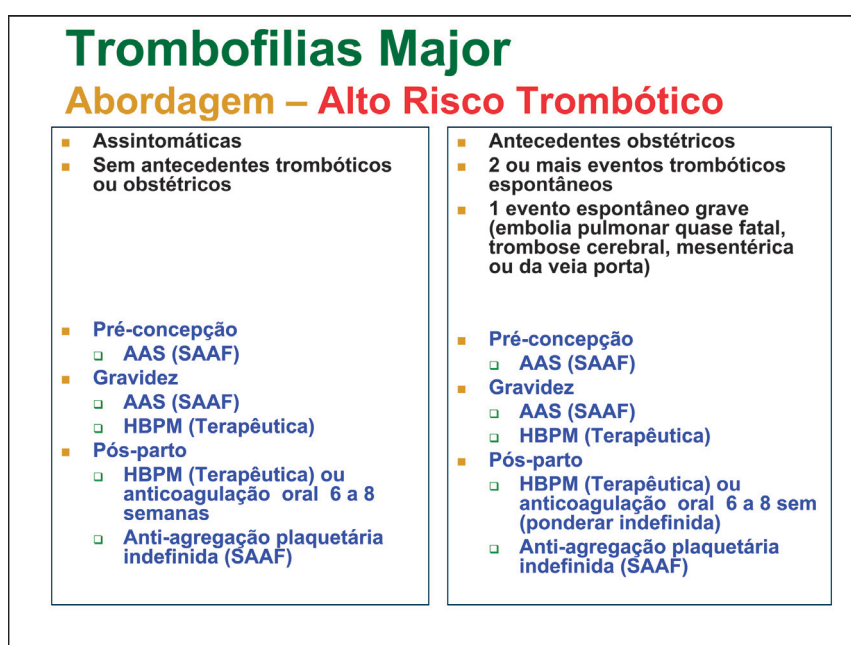 Trombofilias Major
Abordagem – Alto Risco Trombótico
Assintomáticas
Sem antecedentes trombóticos
ou obstétricos
Pré-concepção
AAS (SAAF)
Gravidez
AAS (SAAF)
HBPM (Terapêutica)
Pós-parto
HBPM (Terapêutica) ou
anticoagulação oral 6 a 8
semanas
Anti-agregação plaquetária
indefinida (SAAF)
Antecedentes obstétricos
2 ou mais eventos trombóticos
espontâneos
1 evento espontâneo grave
(embolia pulmonar quase fatal,
trombose cerebral, mesentérica
ou da veia porta)
Pré-concepção
AAS (SAAF)
Gravidez
AAS (SAAF)
HBPM (Terapêutica)
Pós-parto
HBPM (Terapêutica) ou
anticoagulação oral 6 a 8 sem
(ponderar indefinida)
Anti-agregação plaquetária
indefinida (SAAF)